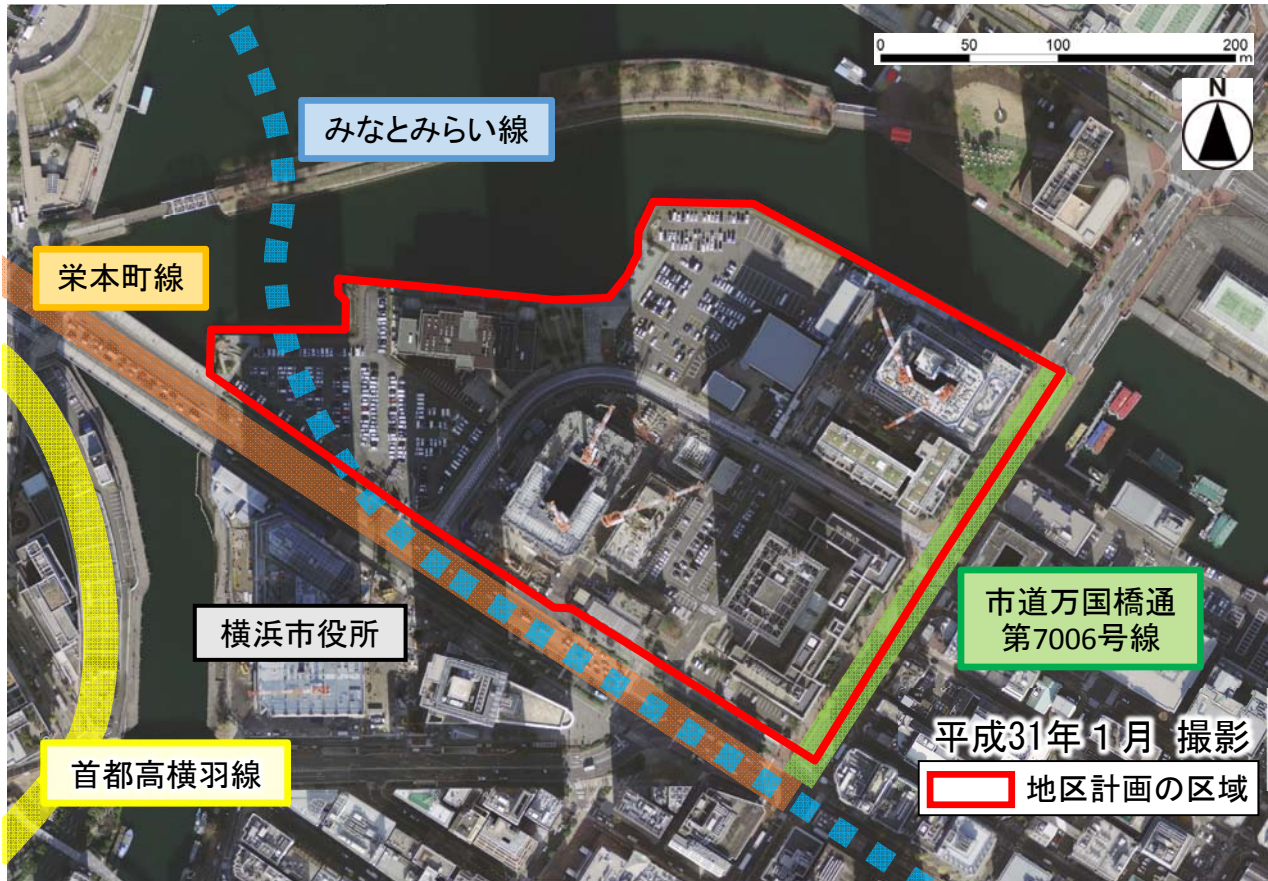 0 50 100 200
m
N
みなとみらい線
栄本町線
横浜市役所
市道万国橋通
第7006号線
首都高横羽線
平成31年1月 撮影
地区計画の区域